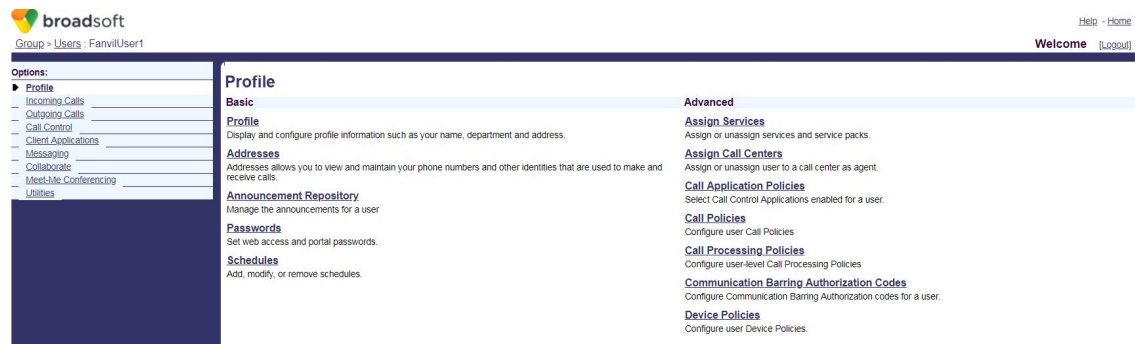 broadsoft
Help - Home
Group > Users : FanvilUser1
Welcome [Logout]
Options:
Profile
Incoming Calls
Outgoing Calls
Call Control
Client Applications
Messaging
Collaborate
Meet-Me Conferencing
Utilities
Profile
Basic
Profile
Display and configure profile information such as your name, department and address.
Addresses
Addresses allows you to view and maintain your phone numbers and other identities that are used to make and
receive calls.
Announcement Repository
Manage the announcements for a user
Passwords
Set web access and portal passwords.
Schedules
Add, modify, or remove schedules.
Advanced
Assign Services
Assign or unassign services and service packs.
Assign Call Centers
Assign or unassign user to a call center as agent.
Call Application Policies
Select Call Control Applications enabled for a user.
Call Policies
Configure user Call Policies
Call Processing Policies
Configure user-level Call Processing Policies
Communication Barring Authorization Codes
Configure Communication Barring Authorization codes for a user.
Device Policies
Configure user Device Policies.